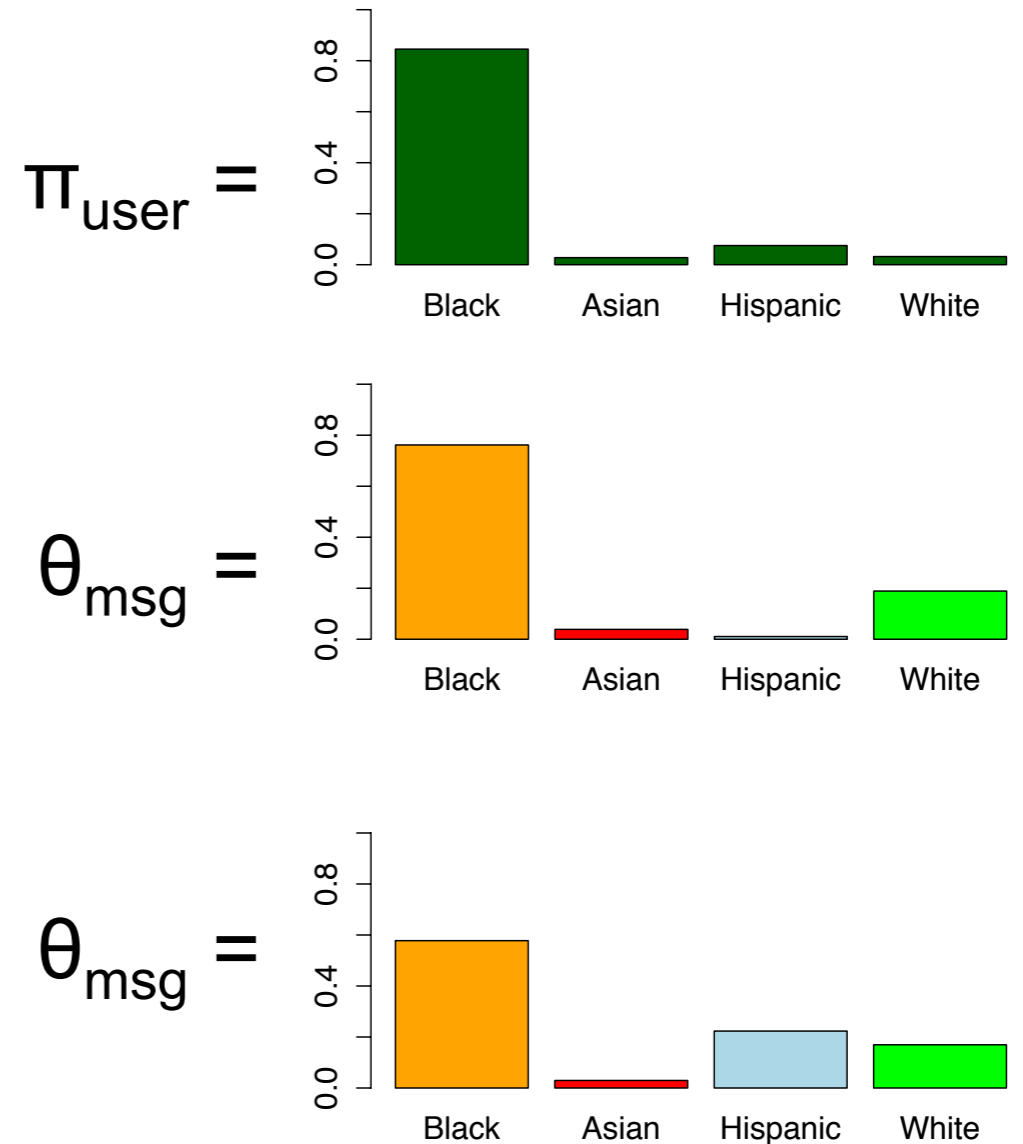 π_user =
0.8
0.4
0.0
Black Asian Hispanic White
θ_msg =
0.8
0.4
0.0
Black Asian Hispanic White
θ_msg =
0.8
0.4
0.0
Black Asian Hispanic White